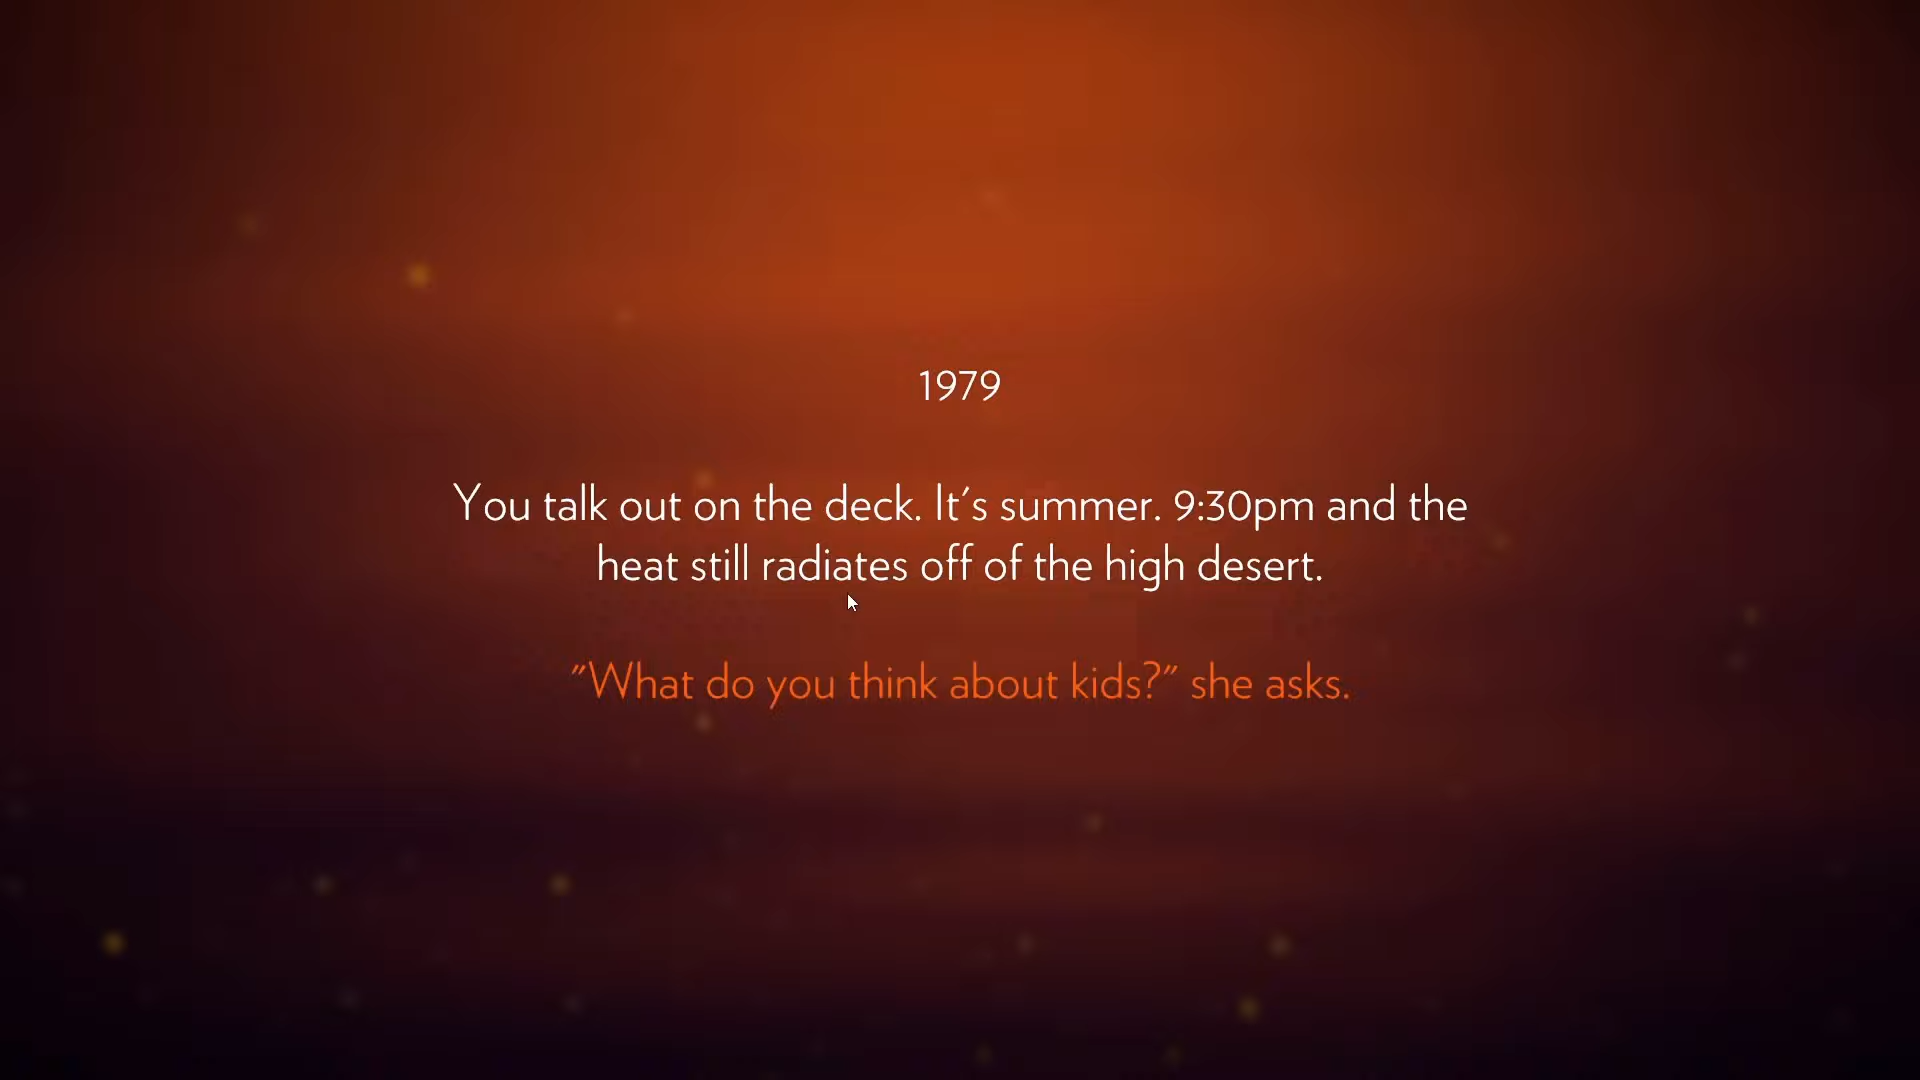 1979
You talk out on the deck. It's summer. 9:30pm and the
heat still radiates off of the high desert.
"What do you think about kids?" she asks.